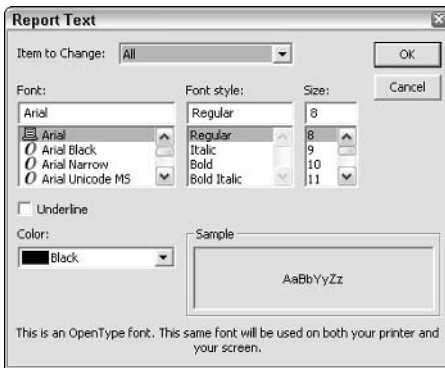 Report Text
Item to Change: All
OK
Cancel
Font: Font style: Size:
Arial Regular 8
Arial Regular 8
O Arial Black Italic 9
O Arial Narrow Bold 10
O Arial Unicode MS Bold Italic 11
Underline
Color:
Black
Sample
AaBbYyZz
This is an OpenType font. This same font will be used on both your printer and
your screen.